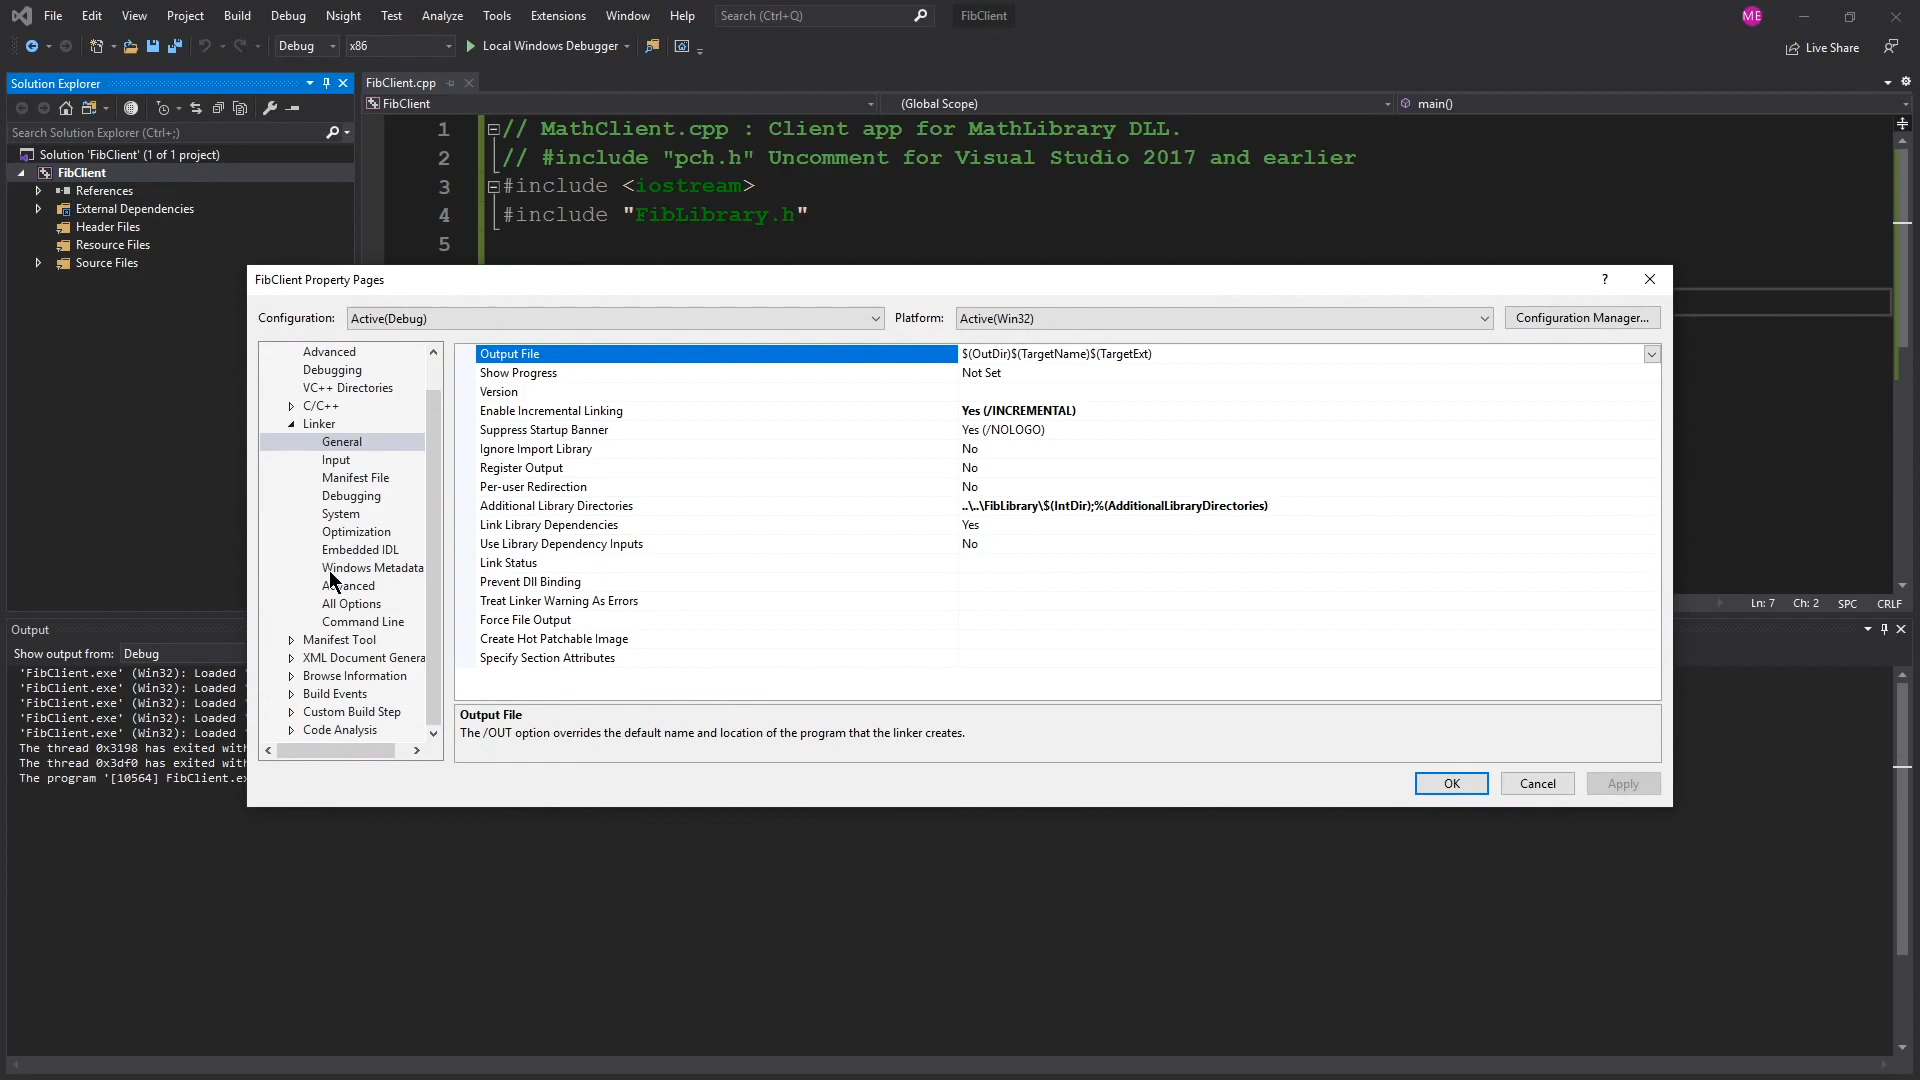 File Edit View Project Build Debug Nsight Test Analyze Tools Extensions Window Help Search (Ctrl+Q) FibClient ME
Debug x86 Local Windows Debugger Live Share
Solution Explorer
FibClient.cpp
FibClient (Global Scope) main()
Search Solution Explorer (Ctrl+;)
Solution 'FibClient' (1 of 1 project)
FibClient
References
External Dependencies
Header Files
Resource Files
Source Files
1 // MathClient.cpp : Client app for MathLibrary DLL.
2 // #include "pch.h" Uncomment for Visual Studio 2017 and earlier
3 #include <iostream>
4 #include "FibLibrary.h"
5
FibClient Property Pages
Configuration: Active(Debug) Platform: Active(Win32) Configuration Manager...
Advanced
Debugging
VC++ Directories
C/C++
Linker
General
Input
Manifest File
Debugging
System
Optimization
Embedded IDL
Windows Metadata
Advanced
All Options
Command Line
Manifest Tool
XML Document Genera
Browse Information
Build Events
Custom Build Step
Code Analysis
Output File $(OutDir)$(TargetName)$(TargetExt)
Show Progress Not Set
Version
Enable Incremental Linking Yes (/INCREMENTAL)
Suppress Startup Banner Yes (/NOLOGO)
Ignore Import Library No
Register Output No
Per-user Redirection No
Additional Library Directories ..\..\FibLibrary\$(IntDir);%(AdditionalLibraryDirectories)
Link Library Dependencies Yes
Use Library Dependency Inputs No
Link Status
Prevent Dll Binding
Treat Linker Warning As Errors
Force File Output
Create Hot Patchable Image
Specify Section Attributes
Output File
The /OUT option overrides the default name and location of the program that the linker creates.
OK Cancel Apply
Ln: 7 Ch: 2 SPC CRLF
Output
Show output from: Debug
'FibClient.exe' (Win32): Loaded '
'FibClient.exe' (Win32): Loaded '
'FibClient.exe' (Win32): Loaded '
'FibClient.exe' (Win32): Loaded '
'FibClient.exe' (Win32): Loaded '
The thread 0x3198 has exited with
The thread 0x3df0 has exited with
The program '[10564] FibClient.ex